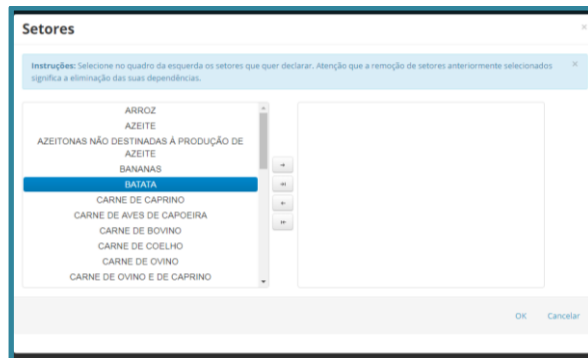 Setores
Instruções: Selecione no quadro da esquerda os setores que quer declarar. Atenção que a remoção de setores anteriormente selecionados
significa a eliminação das suas dependências.
ARROZ
AZEITE
AZEITONAS NÃO DESTINADAS À PRODUÇÃO DE
AZEITE
BANANAS
BATATA
CARNE DE CAPRINO
CARNE DE AVES DE CAPOEIRA
CARNE DE BOVINO
CARNE DE COELHO
CARNE DE OVINO
CARNE DE OVINO E DE CAPRINO
OK Cancelar